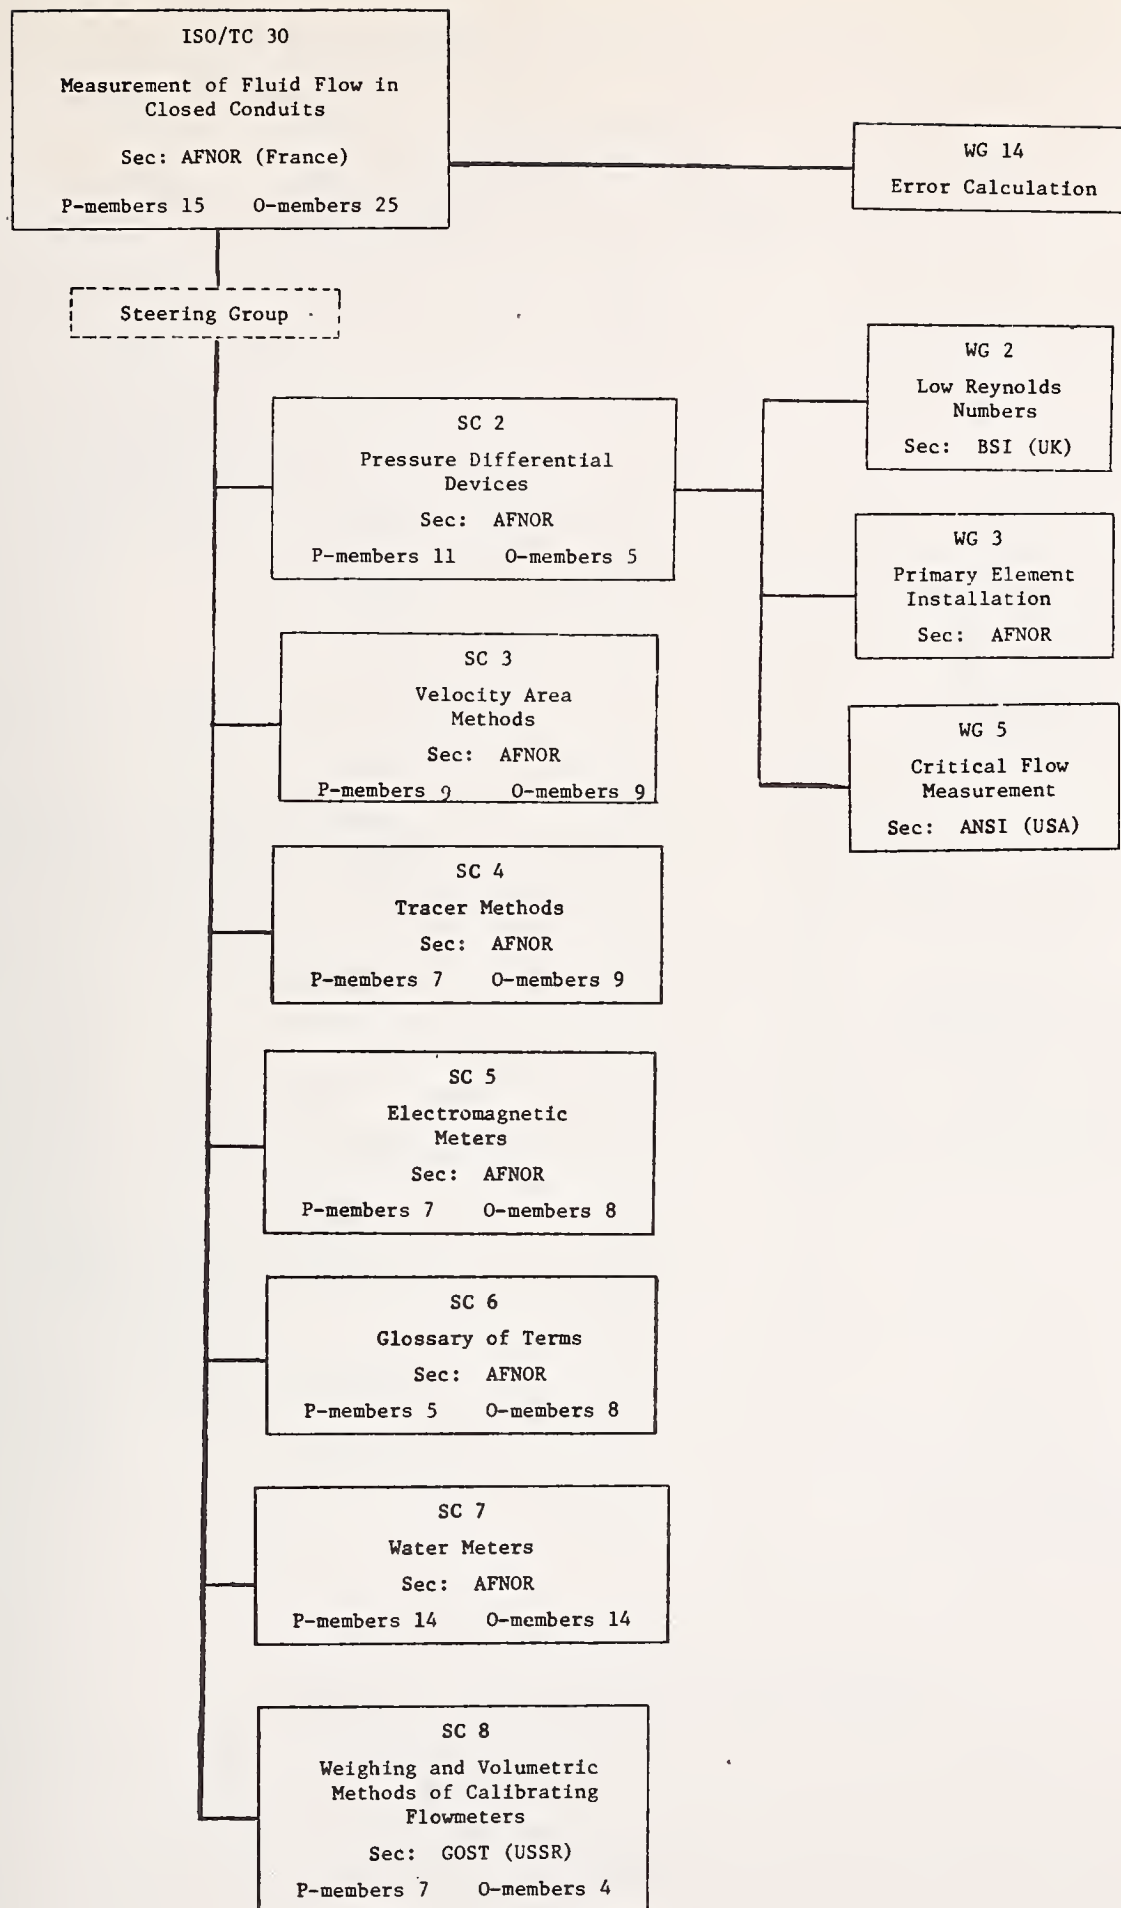 ISO/TC 30
Measurement of Fluid Flow in
Closed Conduits
Sec: AFNOR (France)
P-members 15 O-members 25
WG 14
Error Calculation
Steering Group
SC 2
Pressure Differential
Devices
Sec: AFNOR
P-members 11 O-members 5
WG 2
Low Reynolds
Numbers
Sec: BSI (UK)
WG 3
Primary Element
Installation
Sec: AFNOR
WG 5
Critical Flow
Measurement
Sec: ANSI (USA)
SC 3
Velocity Area
Methods
Sec: AFNOR
P-members 9 O-members 9
SC 4
Tracer Methods
Sec: AFNOR
P-members 7 O-members 9
SC 5
Electromagnetic
Meters
Sec: AFNOR
P-members 7 O-members 8
SC 6
Glossary of Terms
Sec: AFNOR
P-members 5 O-members 8
SC 7
Water Meters
Sec: AFNOR
P-members 14 O-members 14
SC 8
Weighing and Volumetric
Methods of Calibrating
Flowmeters
Sec: GOST (USSR)
P-members 7 O-members 4